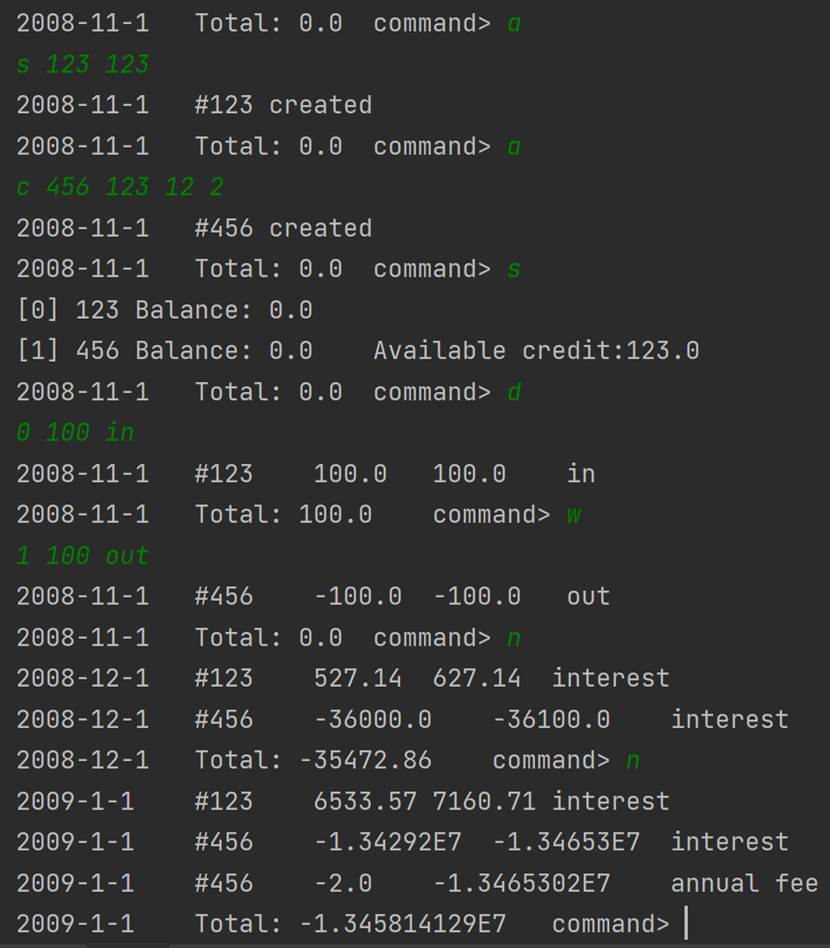 2008-11-1 Total: 0.0 command> a
s 123 123
2008-11-1 #123 created
2008-11-1 Total: 0.0 command> a
c 456 123 12 2
2008-11-1 #456 created
2008-11-1 Total: 0.0 command> s
[0] 123 Balance: 0.0
[1] 456 Balance: 0.0 Available credit:123.0
2008-11-1 Total: 0.0 command> d
0 100 in
2008-11-1 #123 100.0 100.0 in
2008-11-1 Total: 100.0 command> w
1 100 out
2008-11-1 #456 -100.0 -100.0 out
2008-11-1 Total: 0.0 command> n
2008-12-1 #123 527.14 627.14 interest
2008-12-1 #456 -36000.0 -36100.0 interest
2008-12-1 Total: -35472.86 command> n
2009-1-1 #123 6533.57 7160.71 interest
2009-1-1 #456 -1.34292E7 -1.34653E7 interest
2009-1-1 #456 -2.0 -1.3465302E7 annual fee
2009-1-1 Total: -1.345814129E7 command>